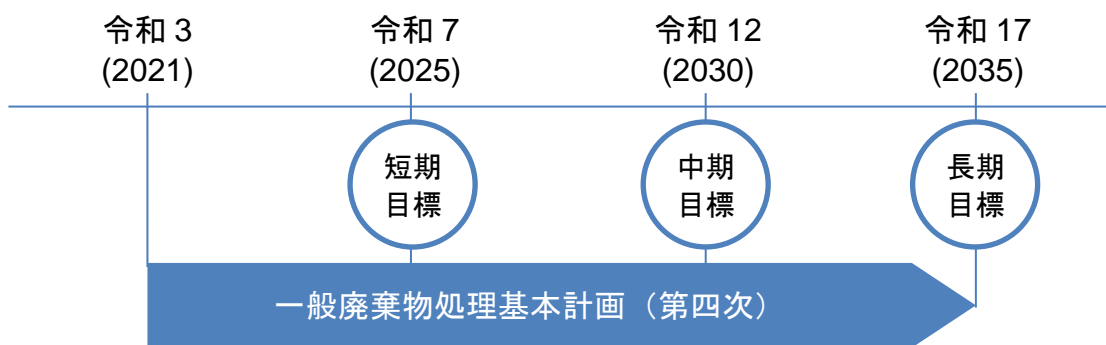 令和 3
(2021)
令和 7
(2025)
令和 12
(2030)
令和 17
(2035)
短期
目標
中期
目標
長期
目標
一般廃棄物処理基本計画（第四次）